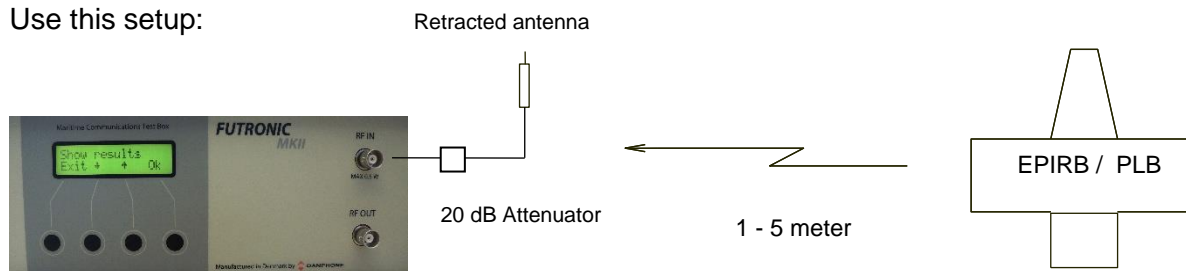 Use this setup:
Retracted antenna
Maritime Communications Test Box
FUTRONIC
MKII
RF IN
Show results
Exit
Ok
EPIRB / PLB
RF OUT
20 dB Attenuator
1 - 5 meter
Manufactured in Denmark by DANPHONE